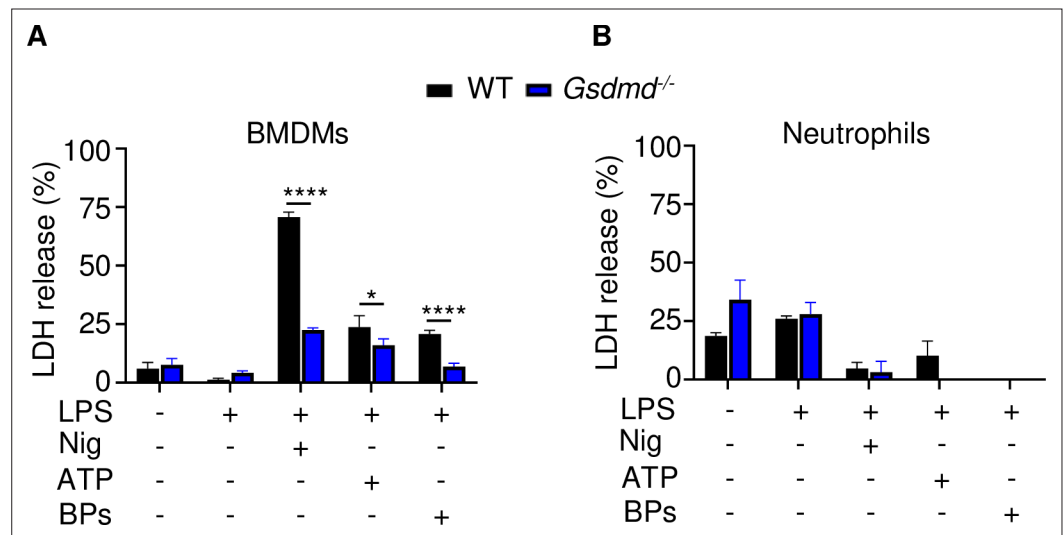 A B
WT Gsdmd-/-
BMDMs
LDH release (%)
100
75
50
25
0
****
*
****
LPS - + + + +
Nig - - + - -
ATP - - - + -
BPs - - - - +
Neutrophils
LDH release (%)
100
75
50
25
0
LPS - + + + +
Nig - - + - -
ATP - - - + -
BPs - - - - +